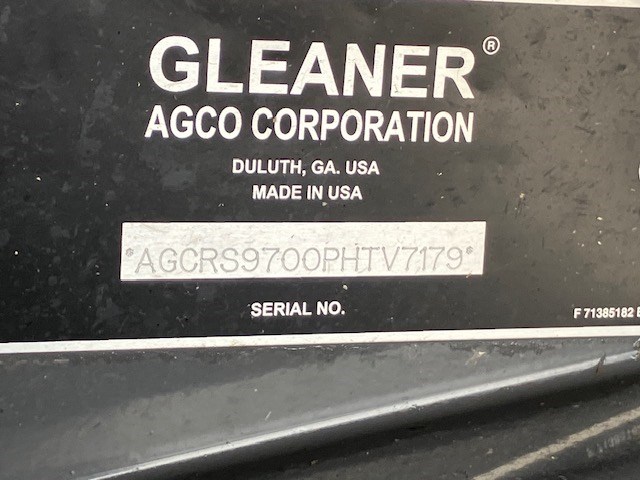 GLEANER®
AGCO CORPORATION
DULUTH, GA. USA
MADE IN USA
*AGCRS9700PHTV7179*
SERIAL NO.
F 71385182